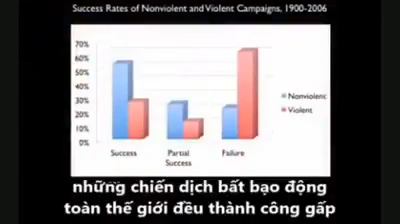 Success Rates of Nonviolent and Violent Campaigns, 1900-2006
70%
60%
50%
40%
30%
20%
10%
0%
Nonviolent
Violent
Success
Partial
Success
Failure
những chiến dịch bất bạo động
toàn thế giới đều thành công gấp